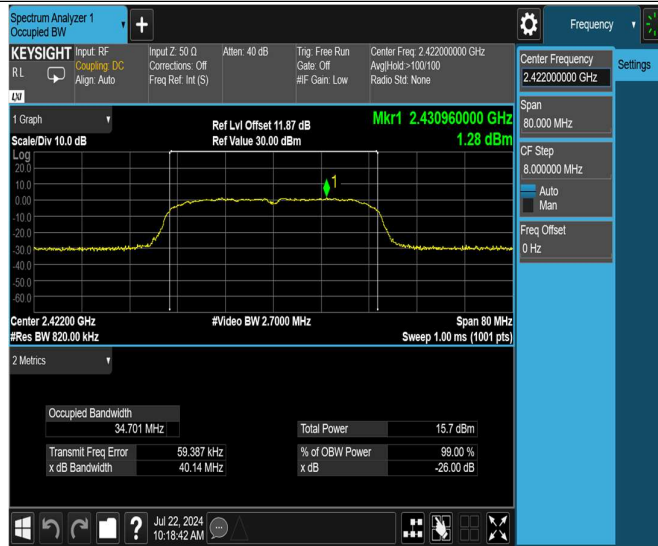 Spectrum Analyzer 1
Occupied BW
Frequency
KEYSIGHT
Input: RF
Coupling: DC
Align: Auto
Input Z: 50 Ω
Corrections: Off
Freq Ref: Int (S)
Atten: 40 dB
Trig: Free Run
Gate: Off
#IF Gain: Low
Center Freq: 2.422000000 GHz
Avg|Hold:>100/100
Radio Std: None
R L
LXI
Center Frequency
2.422000000 GHz
Settings
Span
80.000 MHz
CF Step
8.000000 MHz
Auto
Man
Freq Offset
0 Hz
1 Graph
Scale/Div 10.0 dB
Ref Lvl Offset 11.87 dB
Ref Value 30.00 dBm
Mkr1 2.430960000 GHz
1.28 dBm
Log
20.0
10.0
0.00
-10.0
-20.0
-30.0
-40.0
-50.0
-60.0
1
Center 2.42200 GHz
#Res BW 820.00 kHz
#Video BW 2.7000 MHz
Span 80 MHz
Sweep 1.00 ms (1001 pts)
2 Metrics
Occupied Bandwidth
34.701 MHz
Total Power 15.7 dBm
Transmit Freq Error 59.387 kHz
% of OBW Power 99.00 %
x dB Bandwidth 40.14 MHz
x dB -26.00 dB
Jul 22, 2024
10:18:42 AM